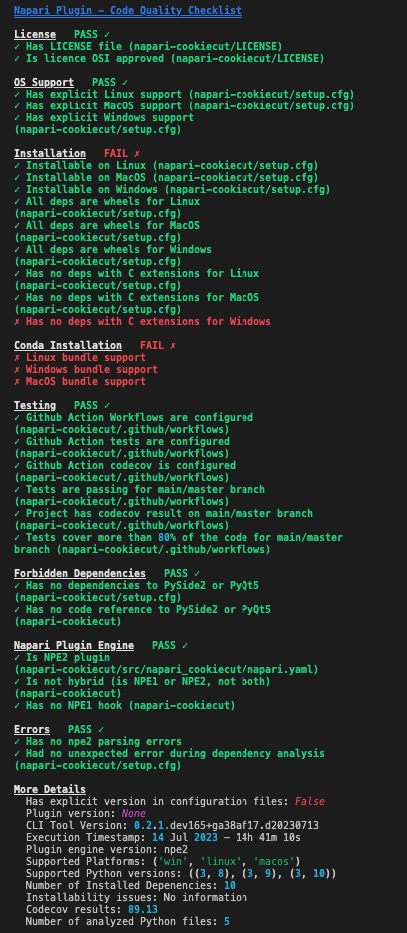 Napari Plugin - Code Quality Checklist
License   PASS ✓
✓ Has LICENSE file (napari-cookiecut/LICENSE)
✓ Is licence OSI approved (napari-cookiecut/LICENSE)
OS Support   PASS ✓
✓ Has explicit Linux support (napari-cookiecut/setup.cfg)
✓ Has explicit MacOS support (napari-cookiecut/setup.cfg)
✓ Has explicit Windows support
(napari-cookiecut/setup.cfg)
Installation   FAIL ✗
✓ Installable on Linux (napari-cookiecut/setup.cfg)
✓ Installable on MacOS (napari-cookiecut/setup.cfg)
✓ Installable on Windows (napari-cookiecut/setup.cfg)
✓ All deps are wheels for Linux
(napari-cookiecut/setup.cfg)
✓ All deps are wheels for MacOS
(napari-cookiecut/setup.cfg)
✓ All deps are wheels for Windows
(napari-cookiecut/setup.cfg)
✓ Has no deps with C extensions for Linux
(napari-cookiecut/setup.cfg)
✓ Has no deps with C extensions for MacOS
(napari-cookiecut/setup.cfg)
✗ Has no deps with C extensions for Windows
Conda Installation   FAIL ✗
✗ Linux bundle support
✗ Windows bundle support
✗ MacOS bundle support
Testing   PASS ✓
✓ Github Action Workflows are configured
(napari-cookiecut/.github/workflows)
✓ Github Action tests are configured
(napari-cookiecut/.github/workflows)
✓ Github Action codecov is configured
(napari-cookiecut/.github/workflows)
✓ Tests are passing for main/master branch
(napari-cookiecut/.github/workflows)
✓ Project has codecov result on main/master branch
(napari-cookiecut/.github/workflows)
✓ Tests cover more than 80% of the code for main/master
branch (napari-cookiecut/.github/workflows)
Forbidden Dependencies   PASS ✓
✓ Has no dependencies to PySide2 or PyQt5
(napari-cookiecut/setup.cfg)
✓ Has no code reference to PySide2 or PyQt5
(napari-cookiecut)
Napari Plugin Engine   PASS ✓
✓ Is NPE2 plugin
(napari-cookiecut/src/napari_cookiecut/napari.yaml)
✓ Is not hybrid (is NPE1 or NPE2, not both)
(napari-cookiecut)
✓ Has no NPE1 hook (napari-cookiecut)
Errors   PASS ✓
✓ Has no npe2 parsing errors
✓ Had no unexpected error during dependency analysis
(napari-cookiecut/setup.cfg)
More Details
Has explicit version in configuration files: False
Plugin version: None
CLI Tool Version: 0.2.1.dev165+ga38af17.d20230713
Execution Timestamp: 14 Jul 2023 - 14h 41m 10s
Plugin engine version: npe2
Supported Platforms: ('win', 'linux', 'macos')
Supported Python versions: ((3, 8), (3, 9), (3, 10))
Number of Installed Depenencies: 10
Installability issues: No information
Codecov results: 89.13
Number of analyzed Python files: 5